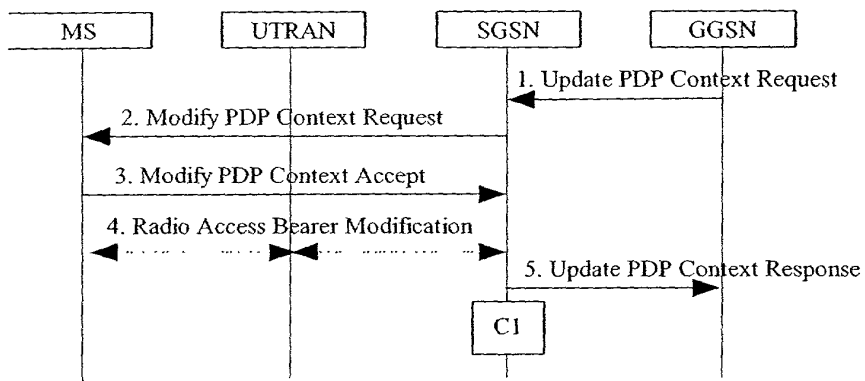 MS
UTRAN
SGSN
GGSN
1. Update PDP Context Request
2. Modify PDP Context Request
3. Modify PDP Context Accept
4. Radio Access Bearer Modification
5. Update PDP Context Response
C1